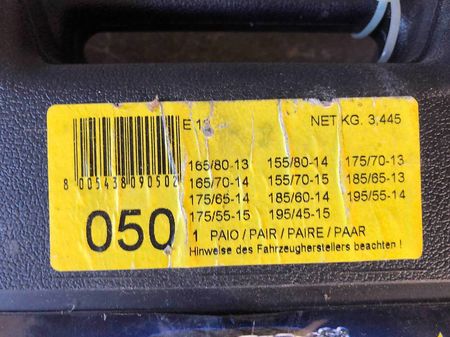 E 13 NET KG. 3,445
165/80-13 155/80-14 175/70-13
165/70-14 155/70-15 185/65-13
175/65-14 185/60-14 195/55-14
175/55-15 195/45-15
8 005438 090502
050
1 PAIO / PAIR / PAIRE / PAAR
Hinweise des Fahrzeugherstellers beachten !